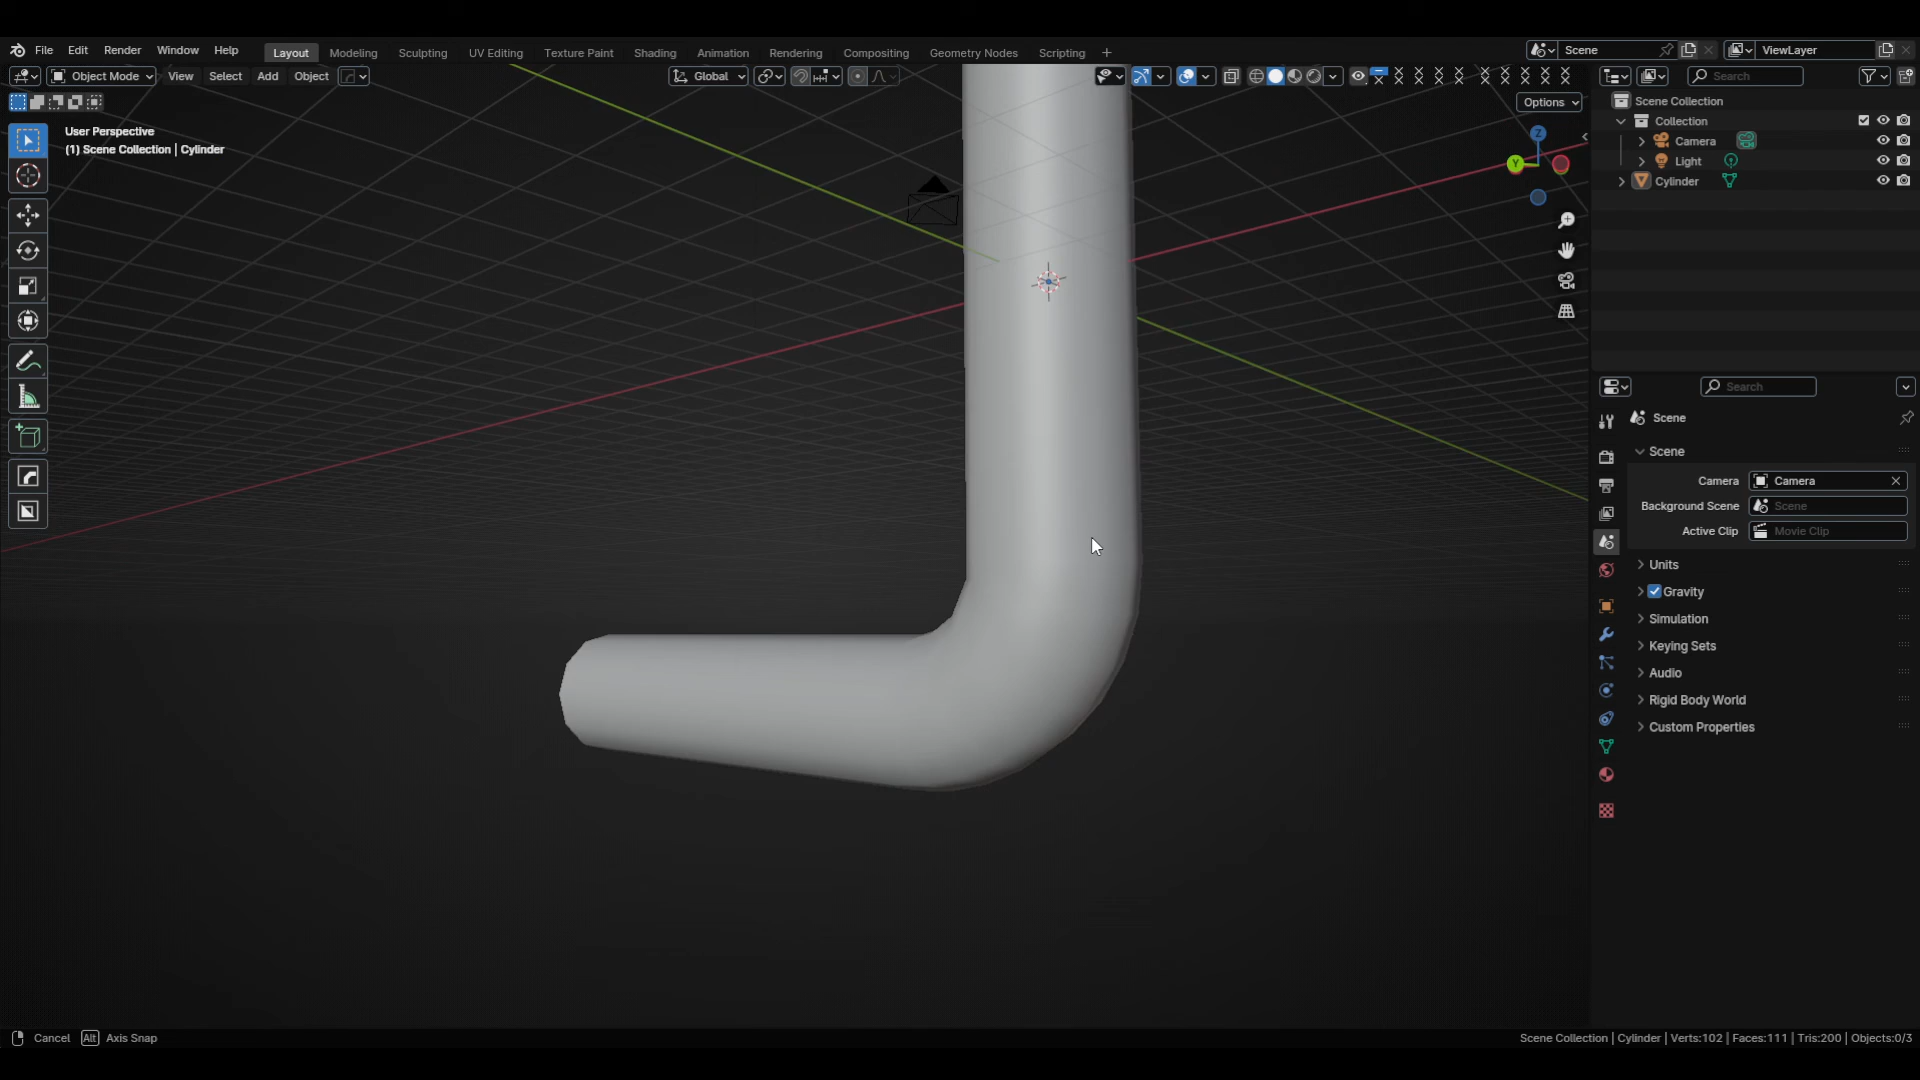 File Edit Render Window Help Layout Modeling Sculpting UV Editing Texture Paint Shading Animation Rendering Compositing Geometry Nodes Scripting + Scene ViewLayer
Object Mode View Select Add Object Global Search
Options
User Perspective
(1) Scene Collection | Cylinder
Z
Y
Scene Collection
Collection
Camera
Light
Cylinder
Search
Scene
Scene
Camera Camera
Background Scene Scene
Active Clip Movie Clip
Units
Gravity
Simulation
Keying Sets
Audio
Rigid Body World
Custom Properties
Cancel Alt Axis Snap
Scene Collection | Cylinder | Verts:102 | Faces:111 | Tris:200 | Objects:0/3